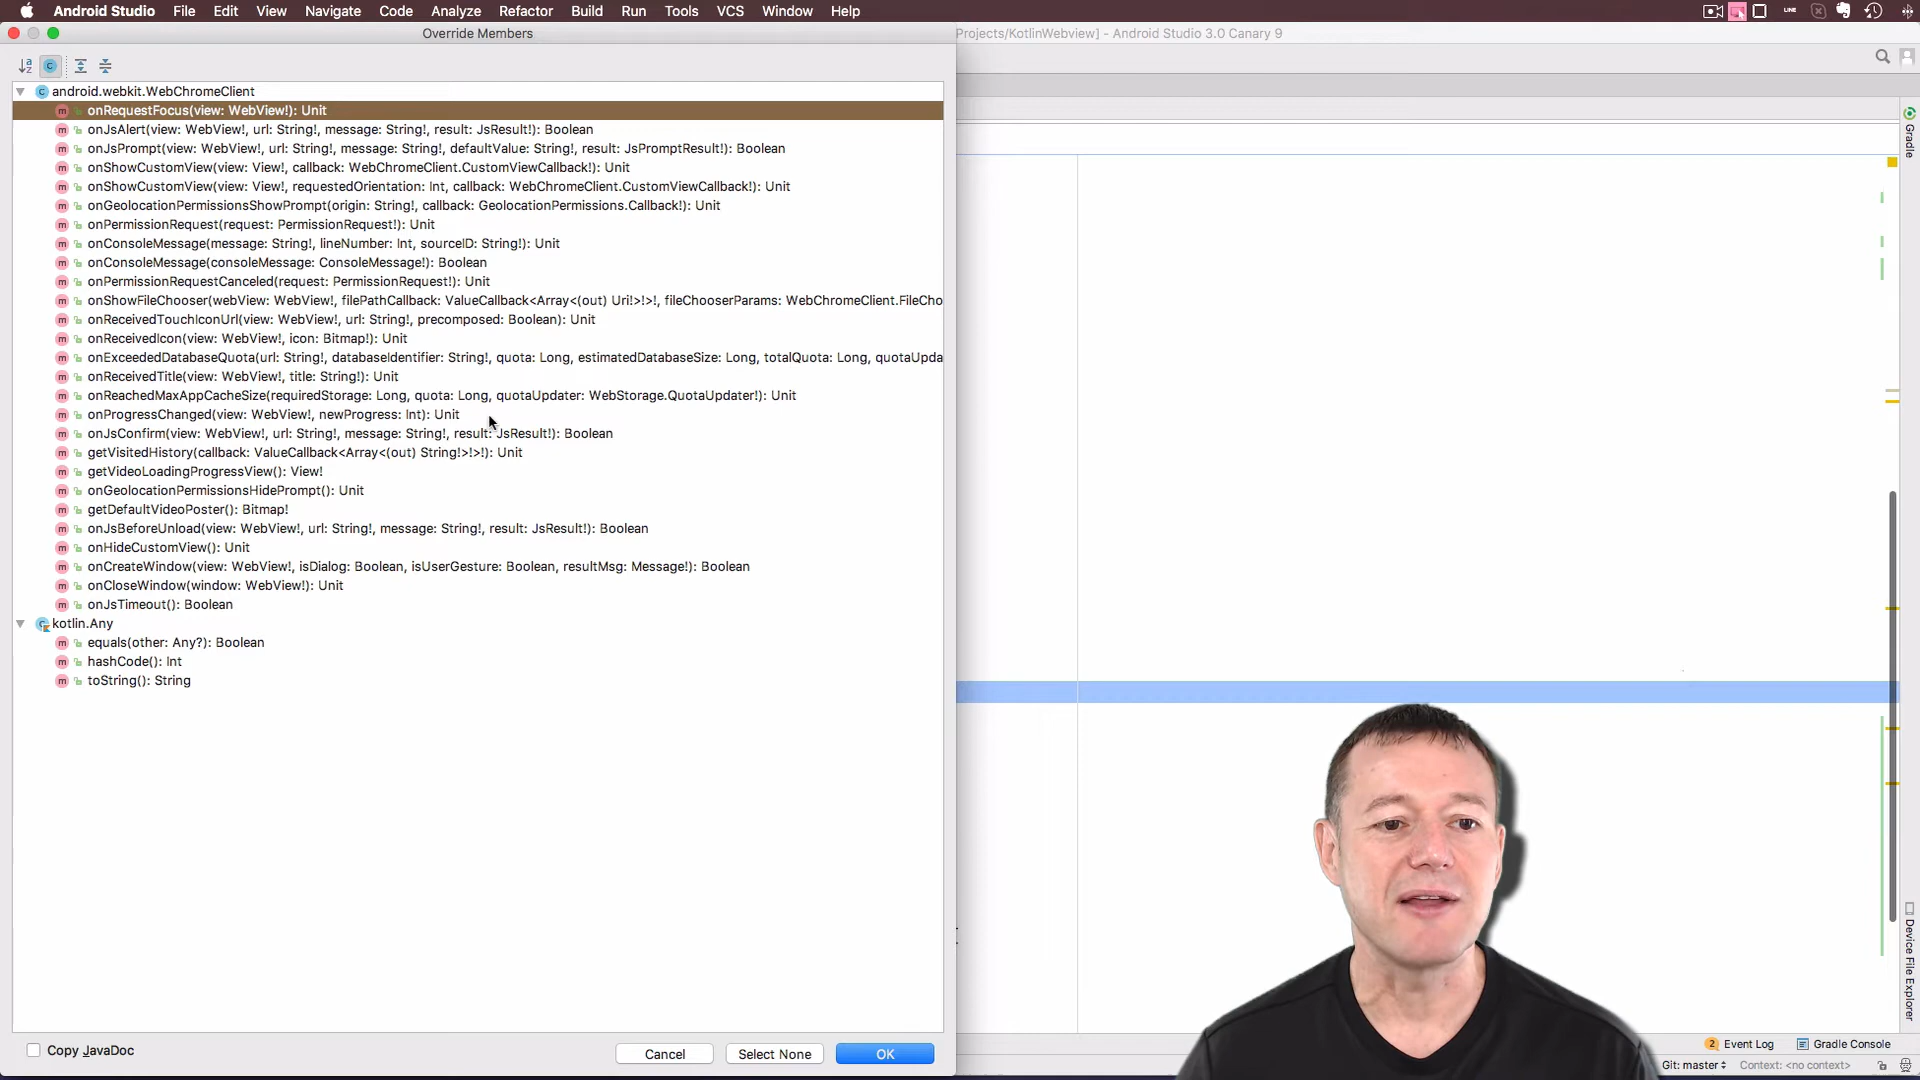 Android Studio File Edit View Navigate Code Analyze Refactor Build Run Tools VCS Window Help LINE
Override Members
Projects/KotlinWebview] - Android Studio 3.0 Canary 9
android.webkit.WebChromeClient
onRequestFocus(view: WebView!): Unit
onJsAlert(view: WebView!, url: String!, message: String!, result: JsResult!): Boolean
onJsPrompt(view: WebView!, url: String!, message: String!, defaultValue: String!, result: JsPromptResult!): Boolean
onShowCustomView(view: View!, callback: WebChromeClient.CustomViewCallback!): Unit
onShowCustomView(view: View!, requestedOrientation: Int, callback: WebChromeClient.CustomViewCallback!): Unit
onGeolocationPermissionsShowPrompt(origin: String!, callback: GeolocationPermissions.Callback!): Unit
onPermissionRequest(request: PermissionRequest!): Unit
onConsoleMessage(message: String!, lineNumber: Int, sourceID: String!): Unit
onConsoleMessage(consoleMessage: ConsoleMessage!): Boolean
onPermissionRequestCanceled(request: PermissionRequest!): Unit
onShowFileChooser(webView: WebView!, filePathCallback: ValueCallback<Array<(out) Uri!>!>!, fileChooserParams: WebChromeClient.FileCho
onReceivedTouchIconUrl(view: WebView!, url: String!, precomposed: Boolean): Unit
onReceivedIcon(view: WebView!, icon: Bitmap!): Unit
onExceededDatabaseQuota(url: String!, databaseIdentifier: String!, quota: Long, estimatedDatabaseSize: Long, totalQuota: Long, quotaUpda
onReceivedTitle(view: WebView!, title: String!): Unit
onReachedMaxAppCacheSize(requiredStorage: Long, quota: Long, quotaUpdater: WebStorage.QuotaUpdater!): Unit
onProgressChanged(view: WebView!, newProgress: Int): Unit
onJsConfirm(view: WebView!, url: String!, message: String!, result: JsResult!): Boolean
getVisitedHistory(callback: ValueCallback<Array<(out) String!>!>!): Unit
getVideoLoadingProgressView(): View!
onGeolocationPermissionsHidePrompt(): Unit
getDefaultVideoPoster(): Bitmap!
onJsBeforeUnload(view: WebView!, url: String!, message: String!, result: JsResult!): Boolean
onHideCustomView(): Unit
onCreateWindow(view: WebView!, isDialog: Boolean, isUserGesture: Boolean, resultMsg: Message!): Boolean
onCloseWindow(window: WebView!): Unit
onJsTimeout(): Boolean
kotlin.Any
equals(other: Any?): Boolean
hashCode(): Int
toString(): String
Copy JavaDoc
Cancel Select None OK
Gradle
Device File Explorer
2 Event Log Gradle Console
Git: master Context: <no context>